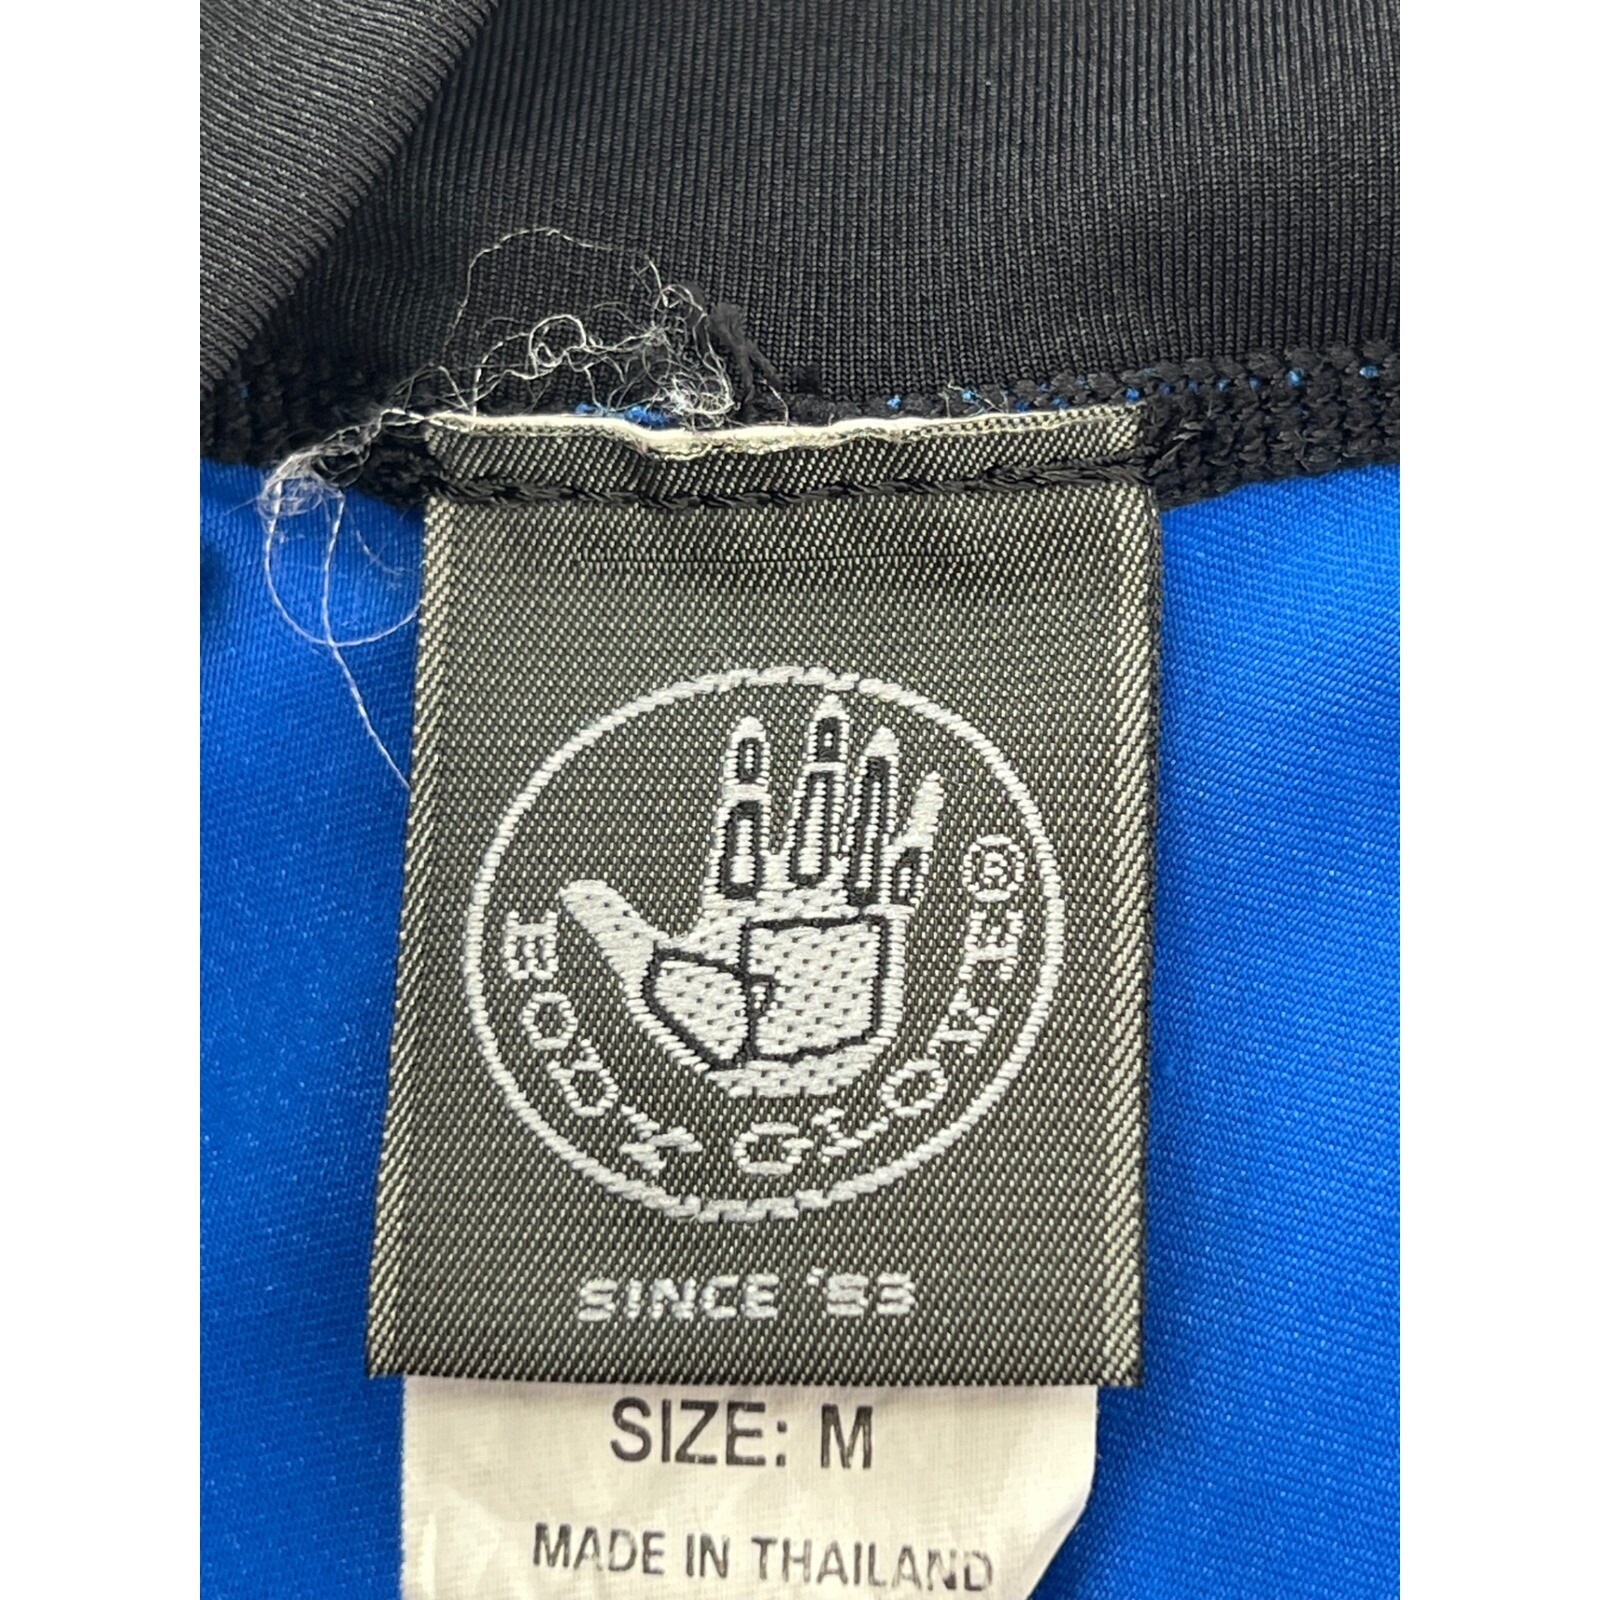 BODY GLOVE ®
SINCE '53
SIZE: M
MADE IN THAILAND